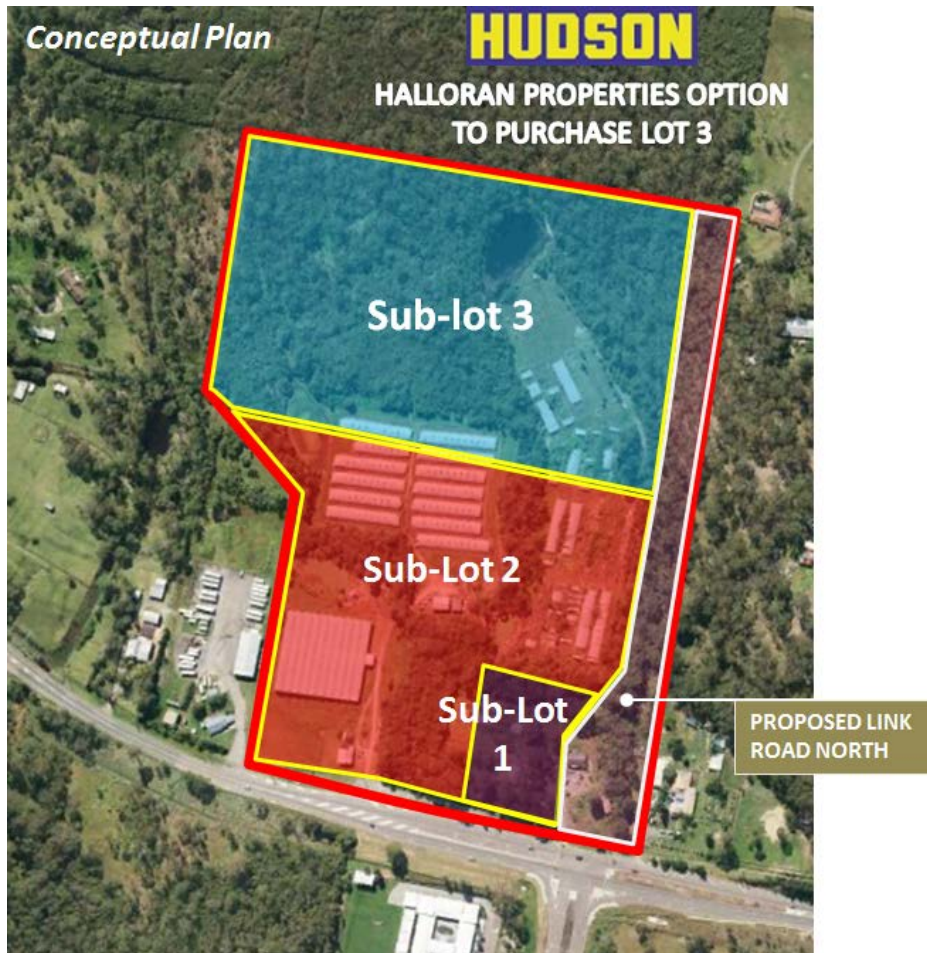 Conceptual Plan
HUDSON
HALLORAN PROPERTIES OPTION
TO PURCHASE LOT 3
Sub-lot 3
Sub-Lot 2
Sub-Lot
1
PROPOSED LINK
ROAD NORTH